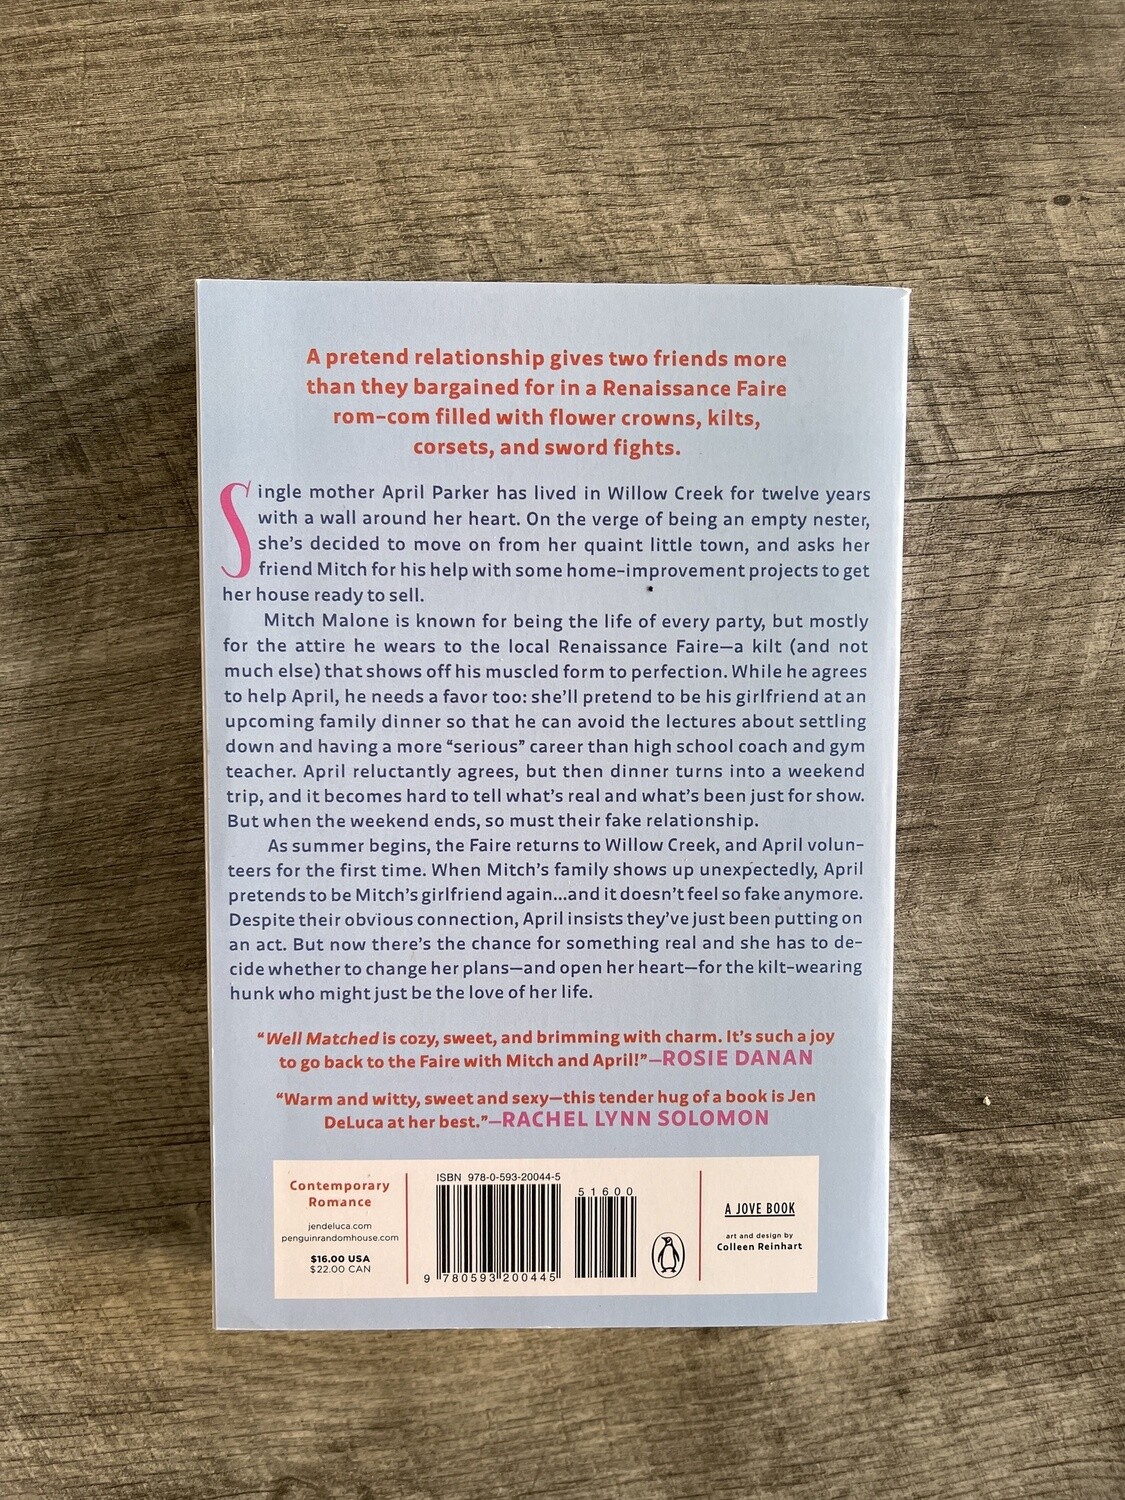 A pretend relationship gives two friends more
than they bargained for in a Renaissance Faire
rom-com filled with flower crowns, kilts,
corsets, and sword fights.
Single mother April Parker has lived in Willow Creek for twelve years
with a wall around her heart. On the verge of being an empty nester,
she's decided to move on from her quaint little town, and asks her
friend Mitch for his help with some home-improvement projects to get
her house ready to sell.
Mitch Malone is known for being the life of every party, but mostly
for the attire he wears to the local Renaissance Faire—a kilt (and not
much else) that shows off his muscled form to perfection. While he agrees
to help April, he needs a favor too: she'll pretend to be his girlfriend at an
upcoming family dinner so that he can avoid the lectures about settling
down and having a more “serious” career than high school coach and gym
teacher. April reluctantly agrees, but then dinner turns into a weekend
trip, and it becomes hard to tell what's real and what's been just for show.
But when the weekend ends, so must their fake relationship.
As summer begins, the Faire returns to Willow Creek, and April volun-
teers for the first time. When Mitch's family shows up unexpectedly, April
pretends to be Mitch's girlfriend again...and it doesn't feel so fake anymore.
Despite their obvious connection, April insists they've just been putting on
an act. But now there's the chance for something real and she has to de-
cide whether to change her plans—and open her heart—for the kilt-wearing
hunk who might just be the love of her life.
“Well Matched is cozy, sweet, and brimming with charm. It's such a joy
to go back to the Faire with Mitch and April!”—ROSIE DANAN
“Warm and witty, sweet and sexy—this tender hug of a book is Jen
DeLuca at her best.”—RACHEL LYNN SOLOMON
Contemporary
Romance
jendeluca.com
penguinrandomhouse.com
$16.00 USA
$22.00 CAN
ISBN 978-0-593-20044-5
51600
9 780593 200445
A JOVE BOOK
art and design by
Colleen Reinhart